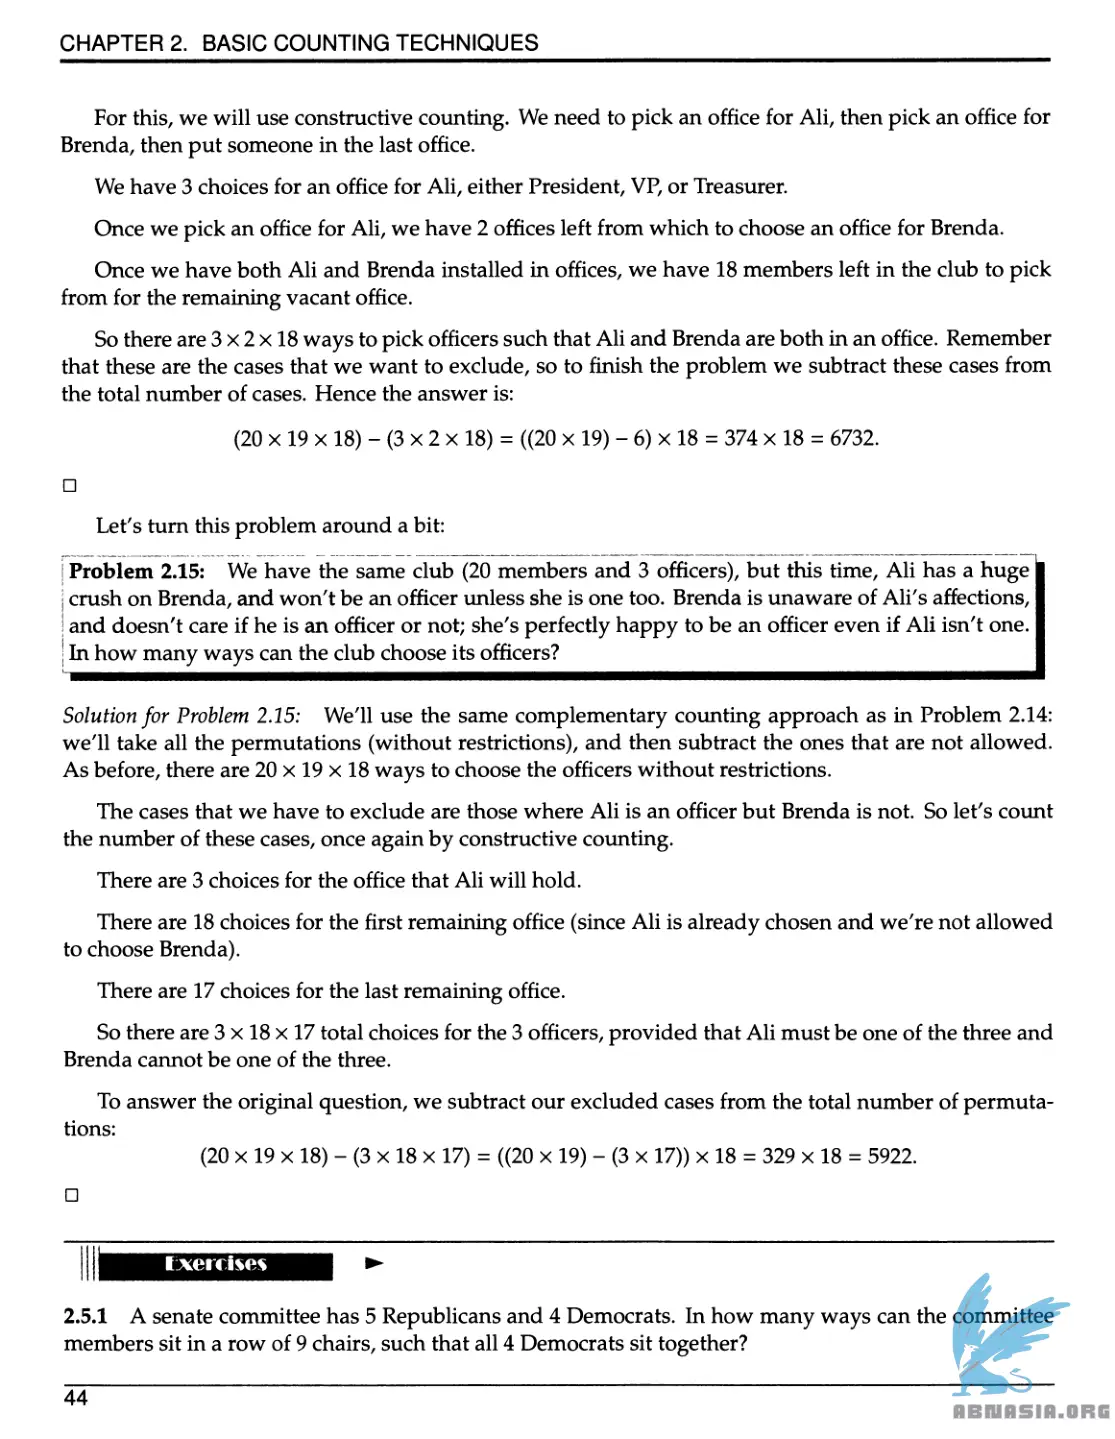 CHAPTER 2. BASIC COUNTING TECHNIQUES
For this, we will use constructive counting. We need to pick an office for Ali, then pick an office for
Brenda, then put someone in the last office.
We have 3 choices for an office for Ali, either President, VP, or Treasurer.
Once we pick an office for Ali, we have 2 offices left from which to choose an office for Brenda.
Once we have both Ali and Brenda installed in offices, we have 18 members left in the club to pick
from for the remaining vacant office.
So there are 3 × 2 × 18 ways to pick officers such that Ali and Brenda are both in an office. Remember
that these are the cases that we want to exclude, so to finish the problem we subtract these cases from
the total number of cases. Hence the answer is:
(20 × 19 × 18) − (3 × 2 × 18) = ((20 × 19) − 6) × 18 = 374 × 18 = 6732.
□
Let's turn this problem around a bit:
Problem 2.15: We have the same club (20 members and 3 officers), but this time, Ali has a huge
crush on Brenda, and won't be an officer unless she is one too. Brenda is unaware of Ali's affections,
and doesn't care if he is an officer or not; she's perfectly happy to be an officer even if Ali isn't one.
In how many ways can the club choose its officers?
Solution for Problem 2.15: We'll use the same complementary counting approach as in Problem 2.14:
we'll take all the permutations (without restrictions), and then subtract the ones that are not allowed.
As before, there are 20 × 19 × 18 ways to choose the officers without restrictions.
The cases that we have to exclude are those where Ali is an officer but Brenda is not. So let's count
the number of these cases, once again by constructive counting.
There are 3 choices for the office that Ali will hold.
There are 18 choices for the first remaining office (since Ali is already chosen and we're not allowed
to choose Brenda).
There are 17 choices for the last remaining office.
So there are 3 × 18 × 17 total choices for the 3 officers, provided that Ali must be one of the three and
Brenda cannot be one of the three.
To answer the original question, we subtract our excluded cases from the total number of permuta-
tions:
(20 × 19 × 18) − (3 × 18 × 17) = ((20 × 19) − (3 × 17)) × 18 = 329 × 18 = 5922.
□
Exercises
2.5.1 A senate committee has 5 Republicans and 4 Democrats. In how many ways can the committee
members sit in a row of 9 chairs, such that all 4 Democrats sit together?
44
ABNASIA.ORG